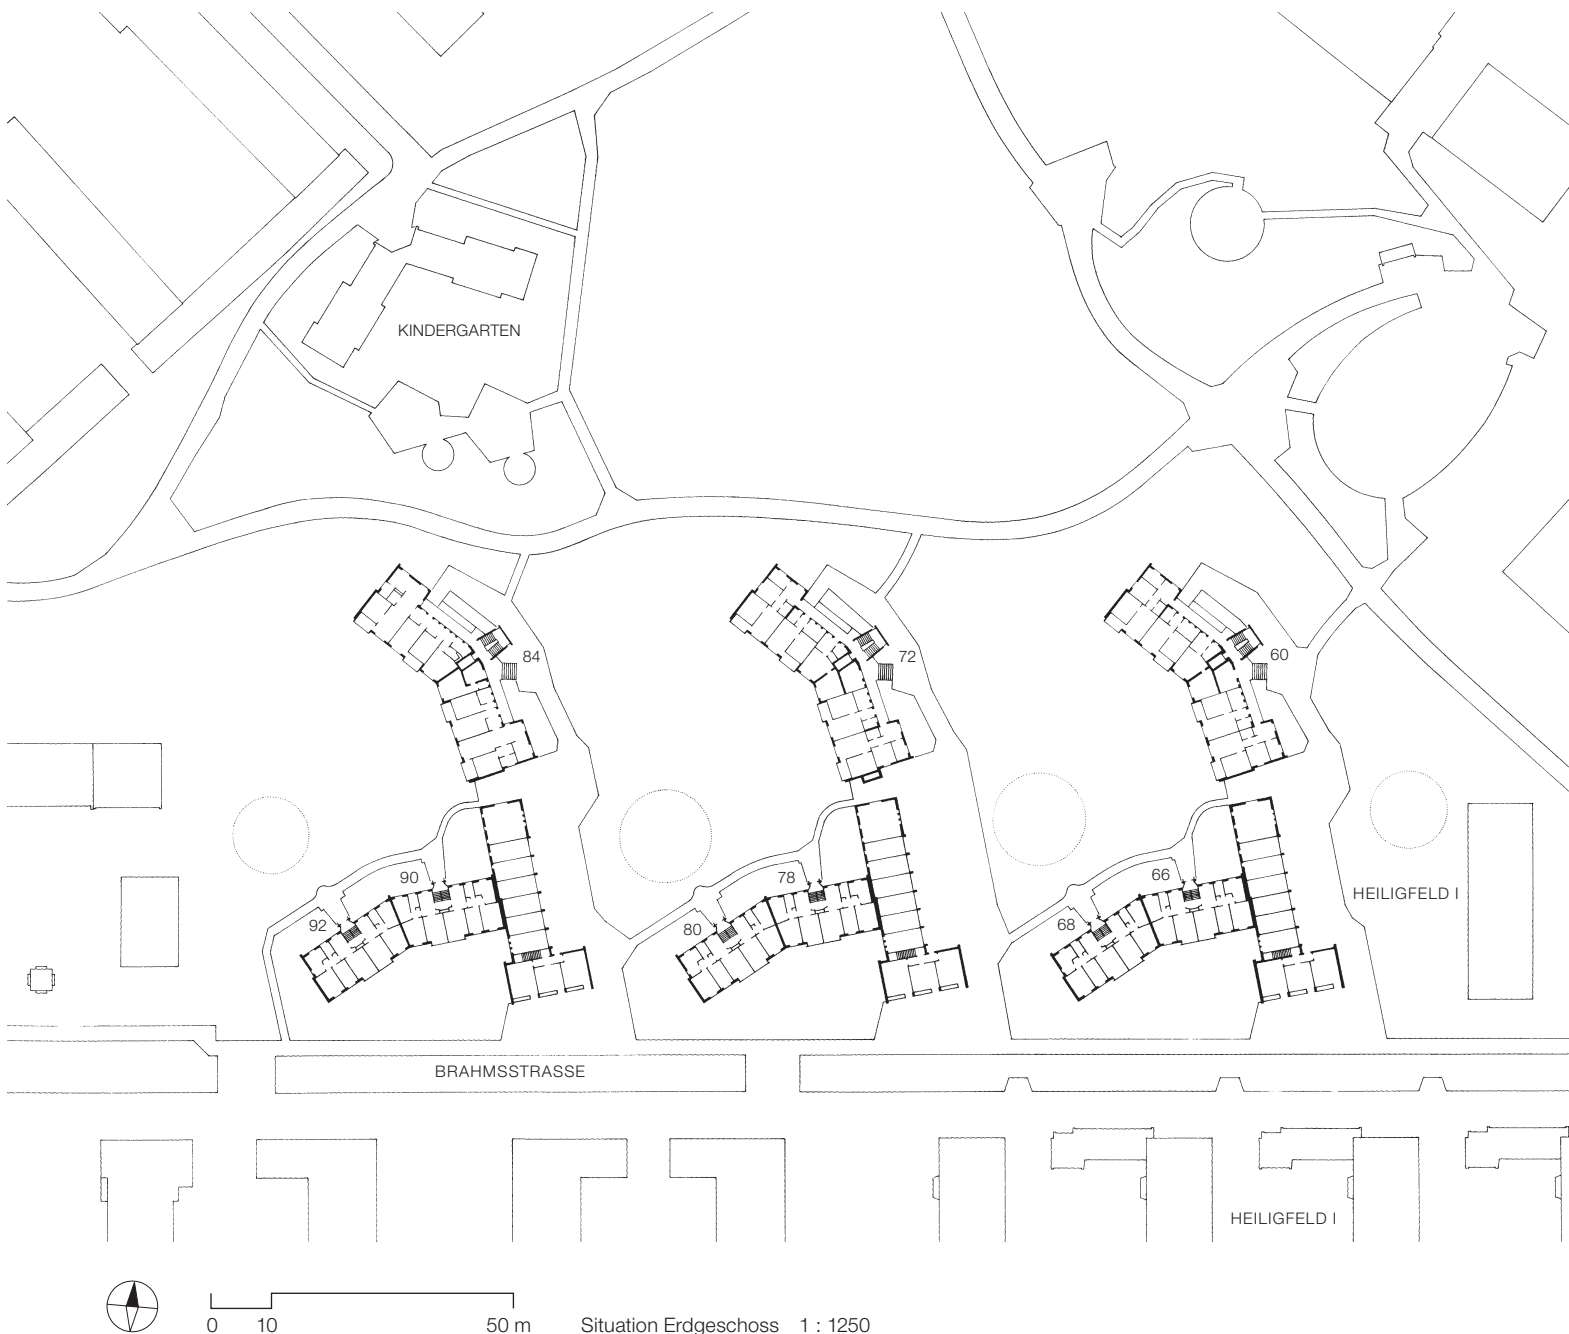 KINDERGARTEN
84
72
60
90
78
66
HEILIGFELD I
92
80
68
BRAHMSSTRASSE
HEILIGFELD I
0 10 50 m Situation Erdgeschoss 1 : 1250